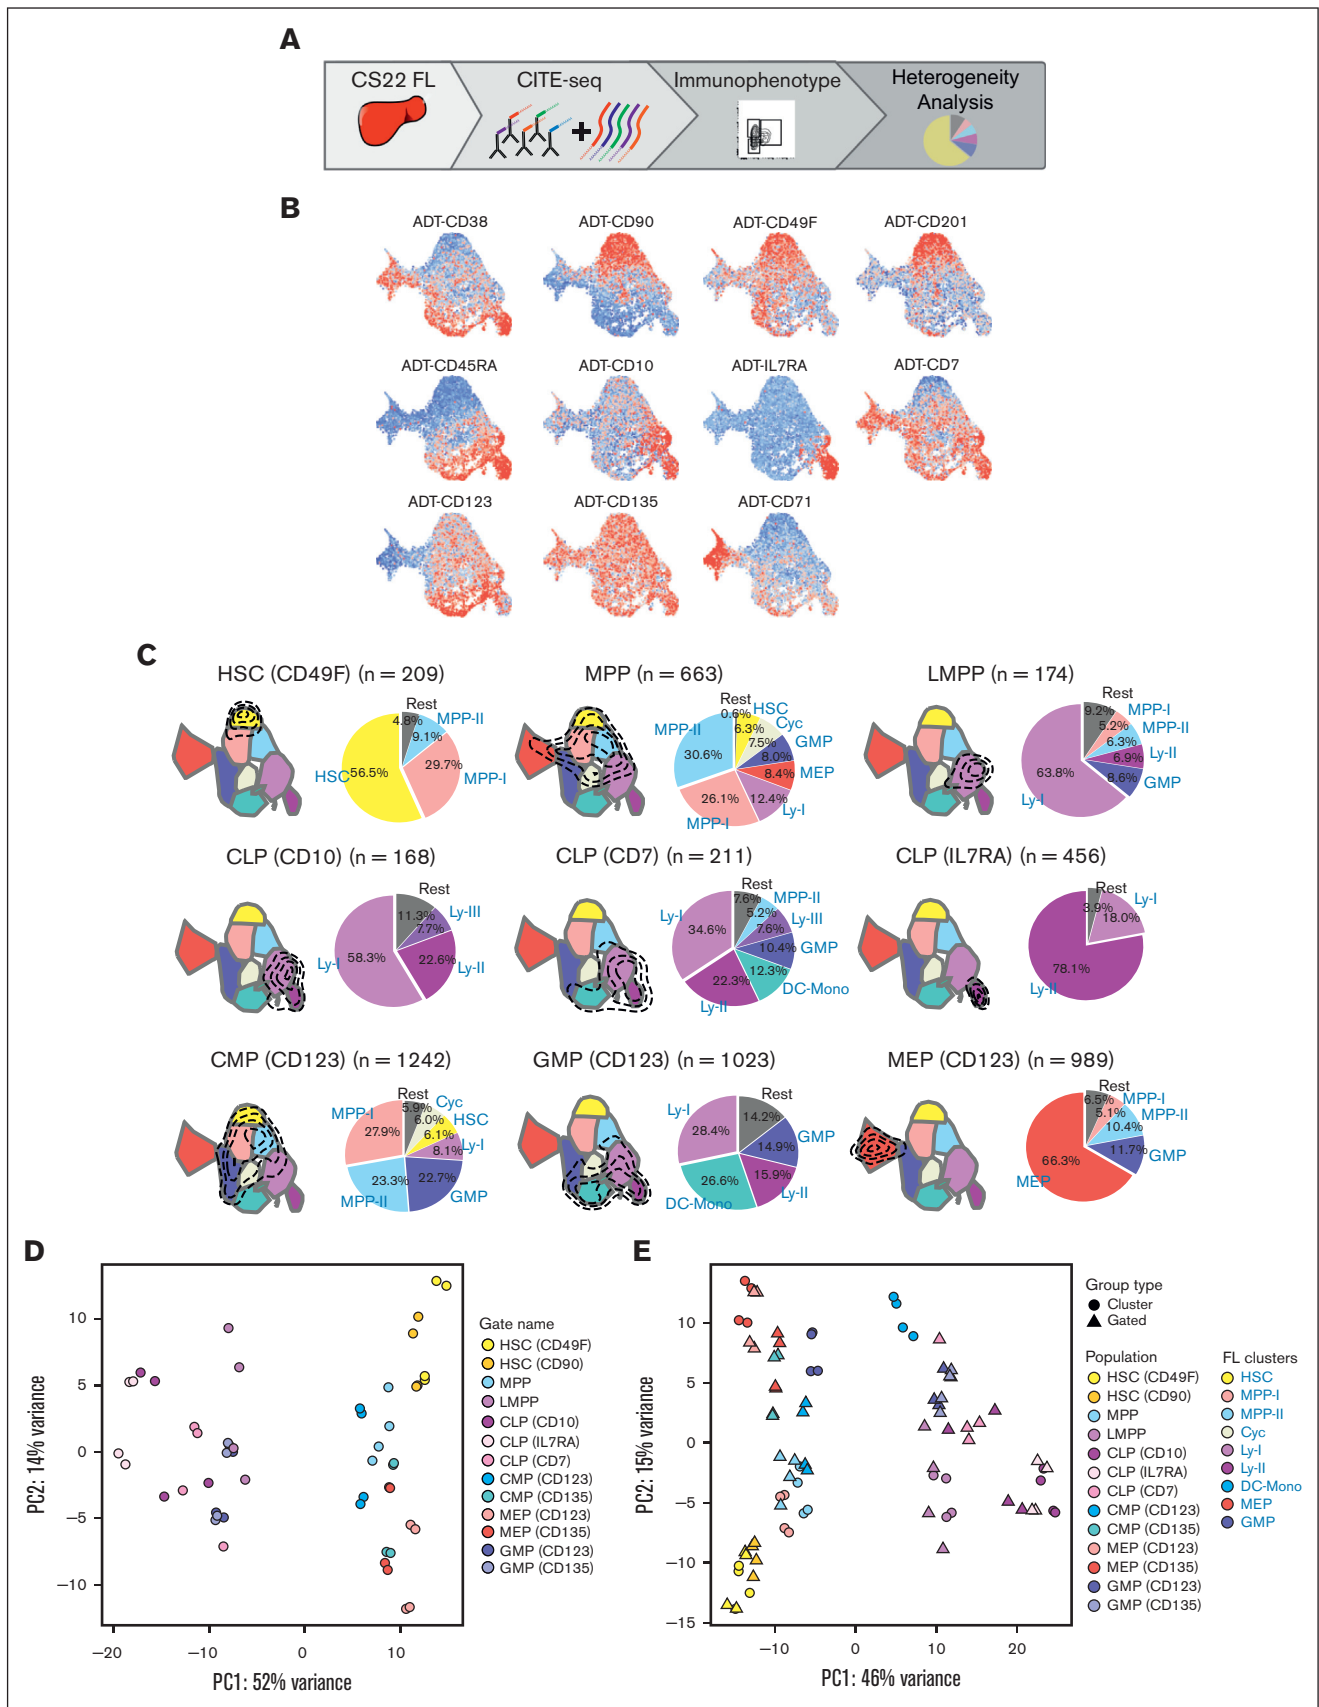 A
CS22 FL
CITE-seq
Immunophenotype
Heterogeneity
Analysis
B
ADT-CD38
ADT-CD90
ADT-CD49F
ADT-CD201
ADT-CD45RA
ADT-CD10
ADT-IL7RA
ADT-CD7
ADT-CD123
ADT-CD135
ADT-CD71
C
HSC (CD49F) (n = 209)
Rest
4.8%
MPP-II
9.1%
29.7%
MPP-I
HSC
56.5%
MPP (n = 663)
Rest
0.6%
HSC
6.3%
Cyc
7.5%
GMP
8.0%
MEP
8.4%
12.4%
Ly-I
26.1%
MPP-I
MPP-II
30.6%
LMPP (n = 174)
Rest
9.2%
MPP-I
5.2%
MPP-II
6.3%
Ly-II
6.9%
GMP
8.6%
63.8%
Ly-I
CLP (CD10) (n = 168)
Rest
11.3%
Ly-III
7.7%
22.6%
Ly-II
Ly-I
58.3%
CLP (CD7) (n = 211)
Rest
7.6%
MPP-II
5.2%
Ly-III
7.6%
10.4%
GMP
12.3%
DC-Mono
22.3%
Ly-II
Ly-I
34.6%
CLP (IL7RA) (n = 456)
Rest
3.9%
Ly-I
18.0%
78.1%
Ly-II
CMP (CD123) (n = 1242)
Rest
5.9%
Cyc
6.0%
HSC
6.1%
Ly-I
8.1%
22.7%
GMP
23.3%
MPP-II
MPP-I
27.9%
GMP (CD123) (n = 1023)
Rest
14.2%
GMP
14.9%
15.9%
Ly-II
26.6%
DC-Mono
Ly-I
28.4%
MEP (CD123) (n = 989)
Rest
6.5%
MPP-I
5.1%
MPP-II
10.4%
11.7%
GMP
66.3%
MEP
D
10
5
0
−5
−10
PC2: 14% variance
−20
−10
0
10
PC1: 52% variance
Gate name
HSC (CD49F)
HSC (CD90)
MPP
LMPP
CLP (CD10)
CLP (IL7RA)
CLP (CD7)
CMP (CD123)
CMP (CD135)
MEP (CD123)
MEP (CD135)
GMP (CD123)
GMP (CD135)
E
10
5
0
−5
−10
−15
PC2: 15% variance
−10
0
10
20
PC1: 46% variance
Group type
Cluster
Gated
Population
HSC (CD49F)
HSC (CD90)
MPP
LMPP
CLP (CD10)
CLP (IL7RA)
CLP (CD7)
CMP (CD123)
CMP (CD135)
MEP (CD123)
MEP (CD135)
GMP (CD123)
GMP (CD135)
FL clusters
HSC
MPP-I
MPP-II
Cyc
Ly-I
Ly-II
DC-Mono
MEP
GMP